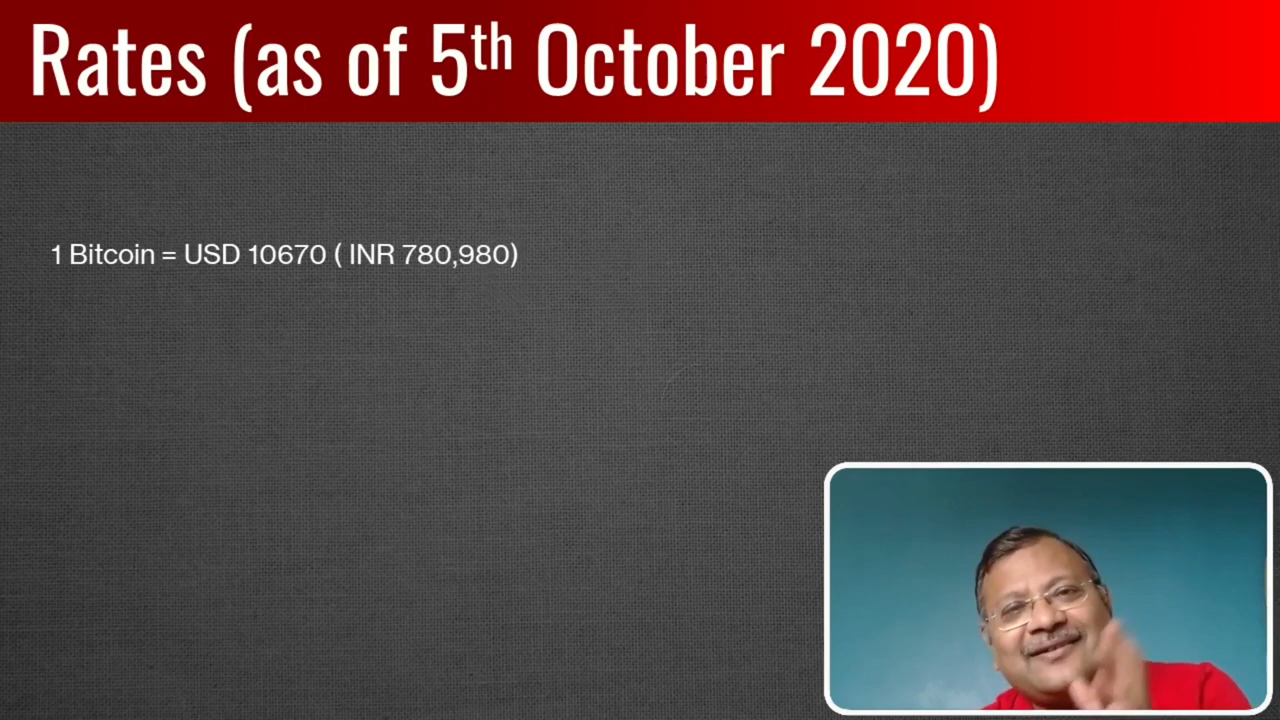 Rates (as of 5th October 2020)
1 Bitcoin = USD 10670 ( INR 780,980)